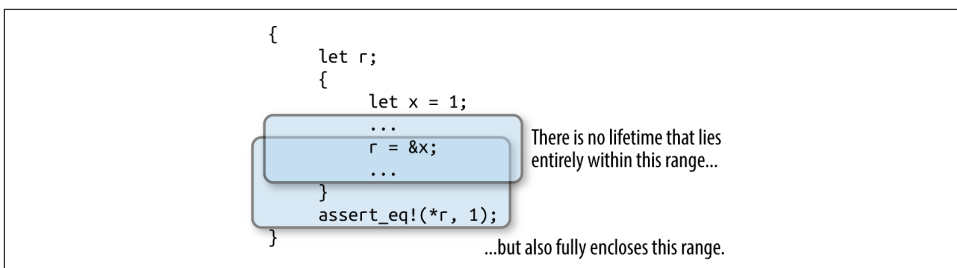 {
let r;
{
let x = 1;
...
r = &x;
...
}
assert_eq!(*r, 1);
}
There is no lifetime that lies
entirely within this range...
...but also fully encloses this range.